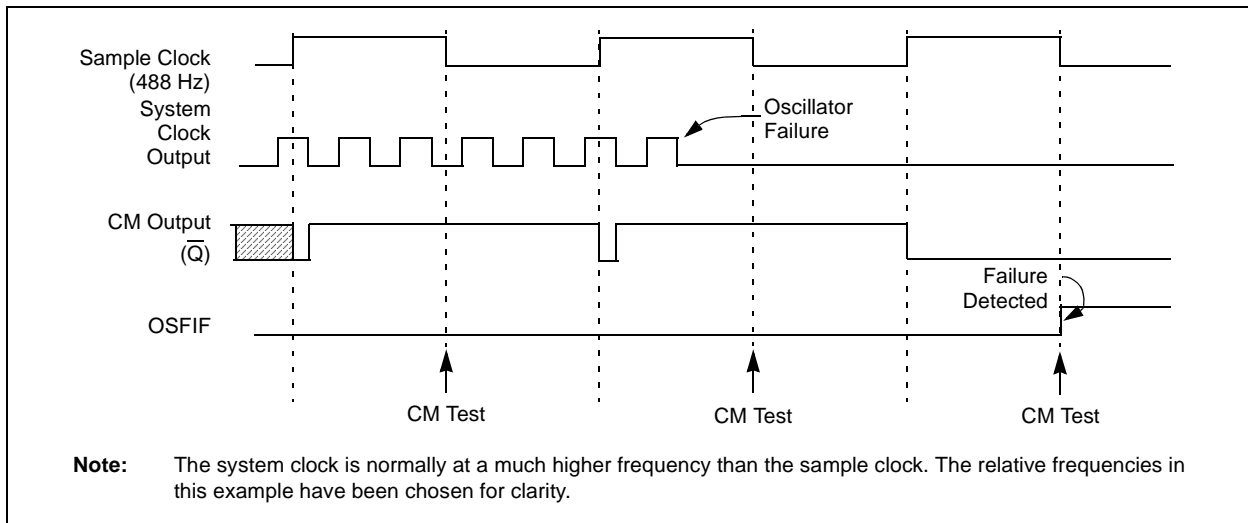 Sample Clock
(488 Hz)
System
Clock
Output
Oscillator
Failure
CM Output
(Q̅)
Failure
Detected
OSFIF
CM Test
CM Test
CM Test
Note: The system clock is normally at a much higher frequency than the sample clock. The relative frequencies in
this example have been chosen for clarity.